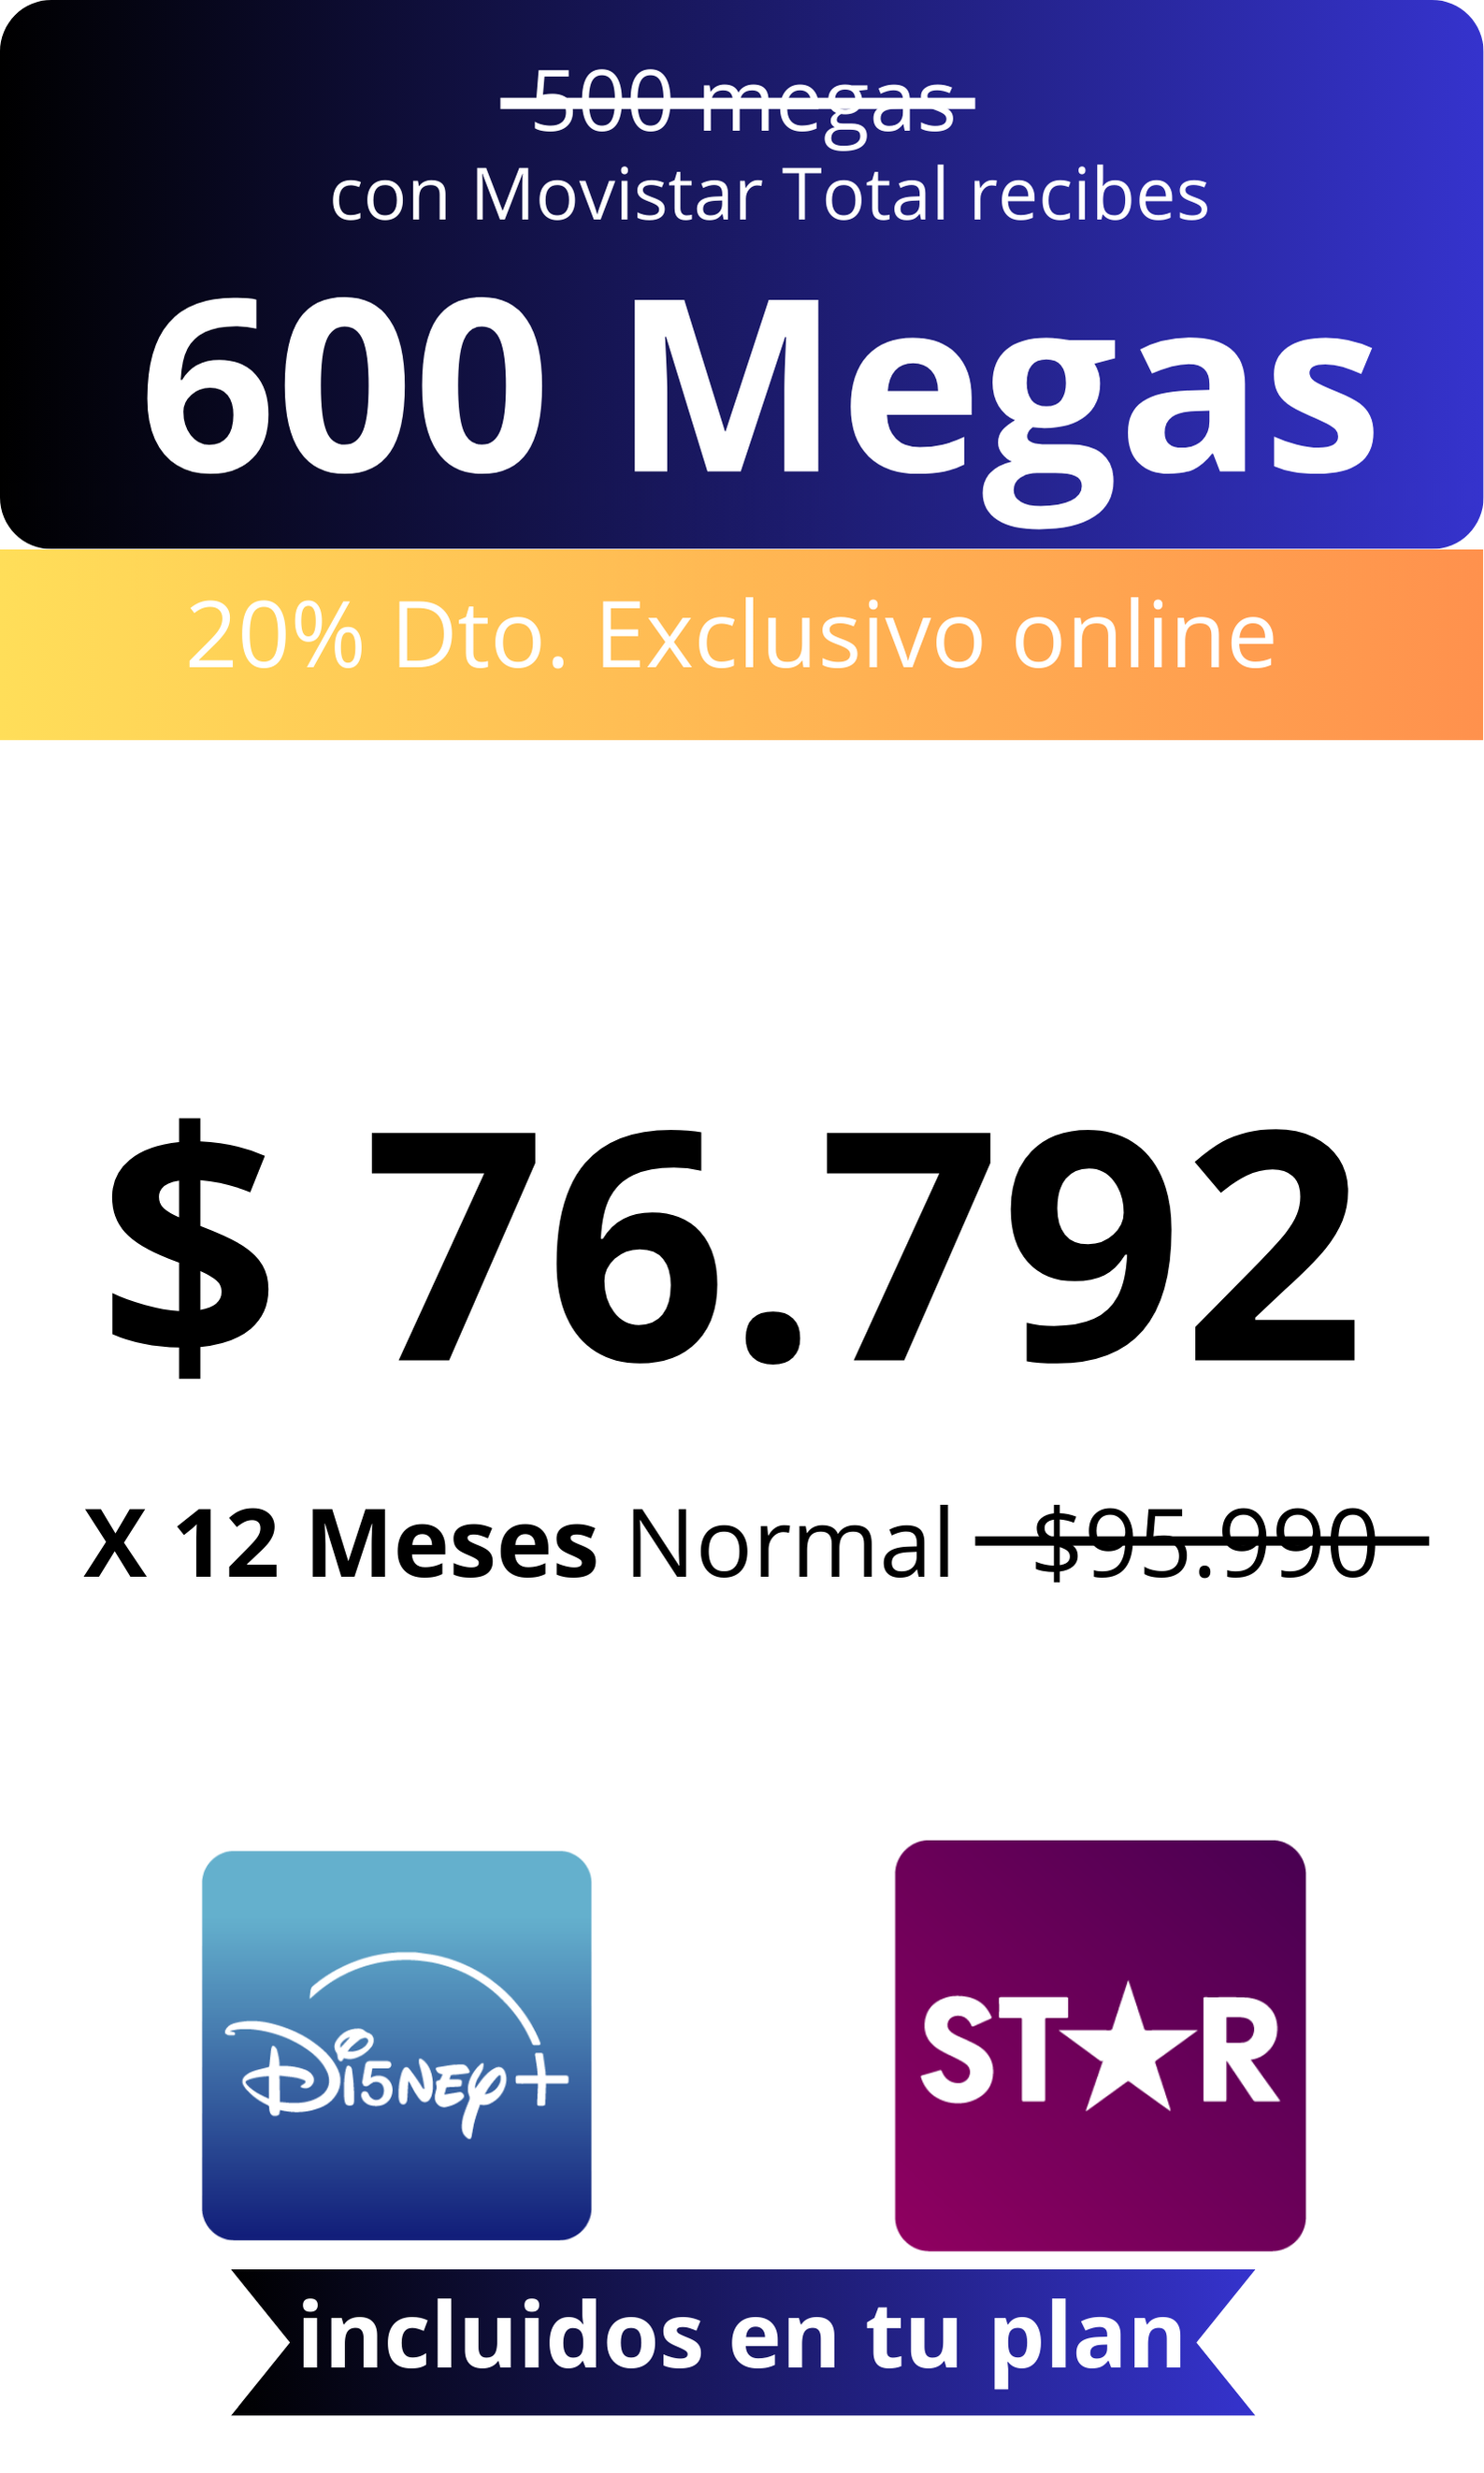 500 megas
con Movistar Total recibes
600 Megas
20% Dto. Exclusivo online
$ 76.792
X 12 Meses Normal $95.990
Disney+
STAR
incluidos en tu plan